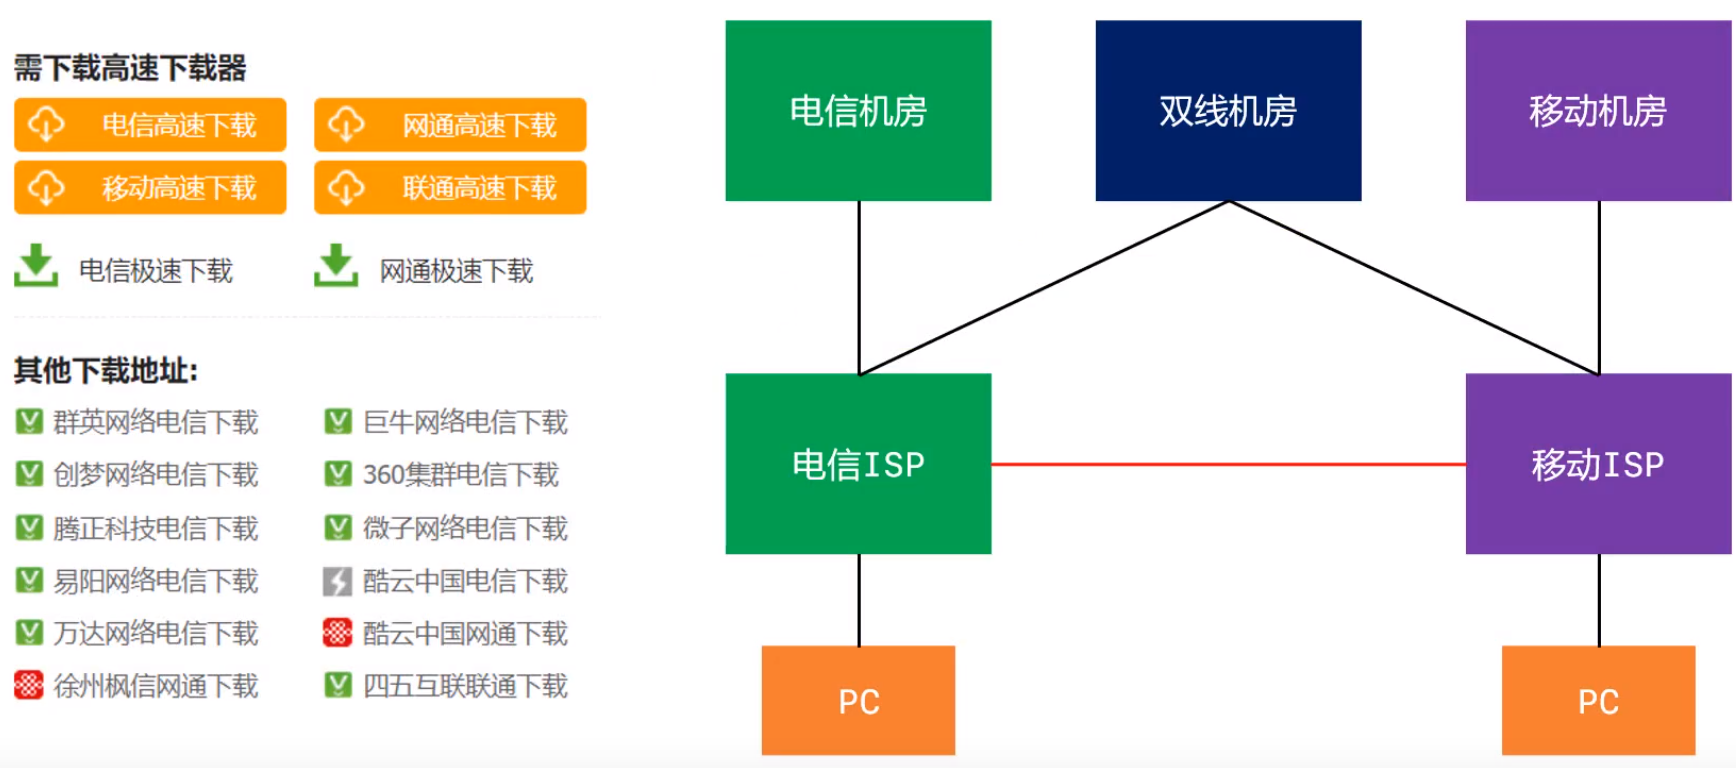 需下载高速下载器
电信高速下载
网通高速下载
移动高速下载
联通高速下载
电信极速下载
网通极速下载
其他下载地址:
群英网络电信下载
巨牛网络电信下载
创梦网络电信下载
360集群电信下载
腾正科技电信下载
微子网络电信下载
易阳网络电信下载
酷云中国电信下载
万达网络电信下载
酷云中国网通下载
徐州枫信网通下载
四五互联联通下载
电信机房
双线机房
移动机房
电信ISP
移动ISP
PC
PC